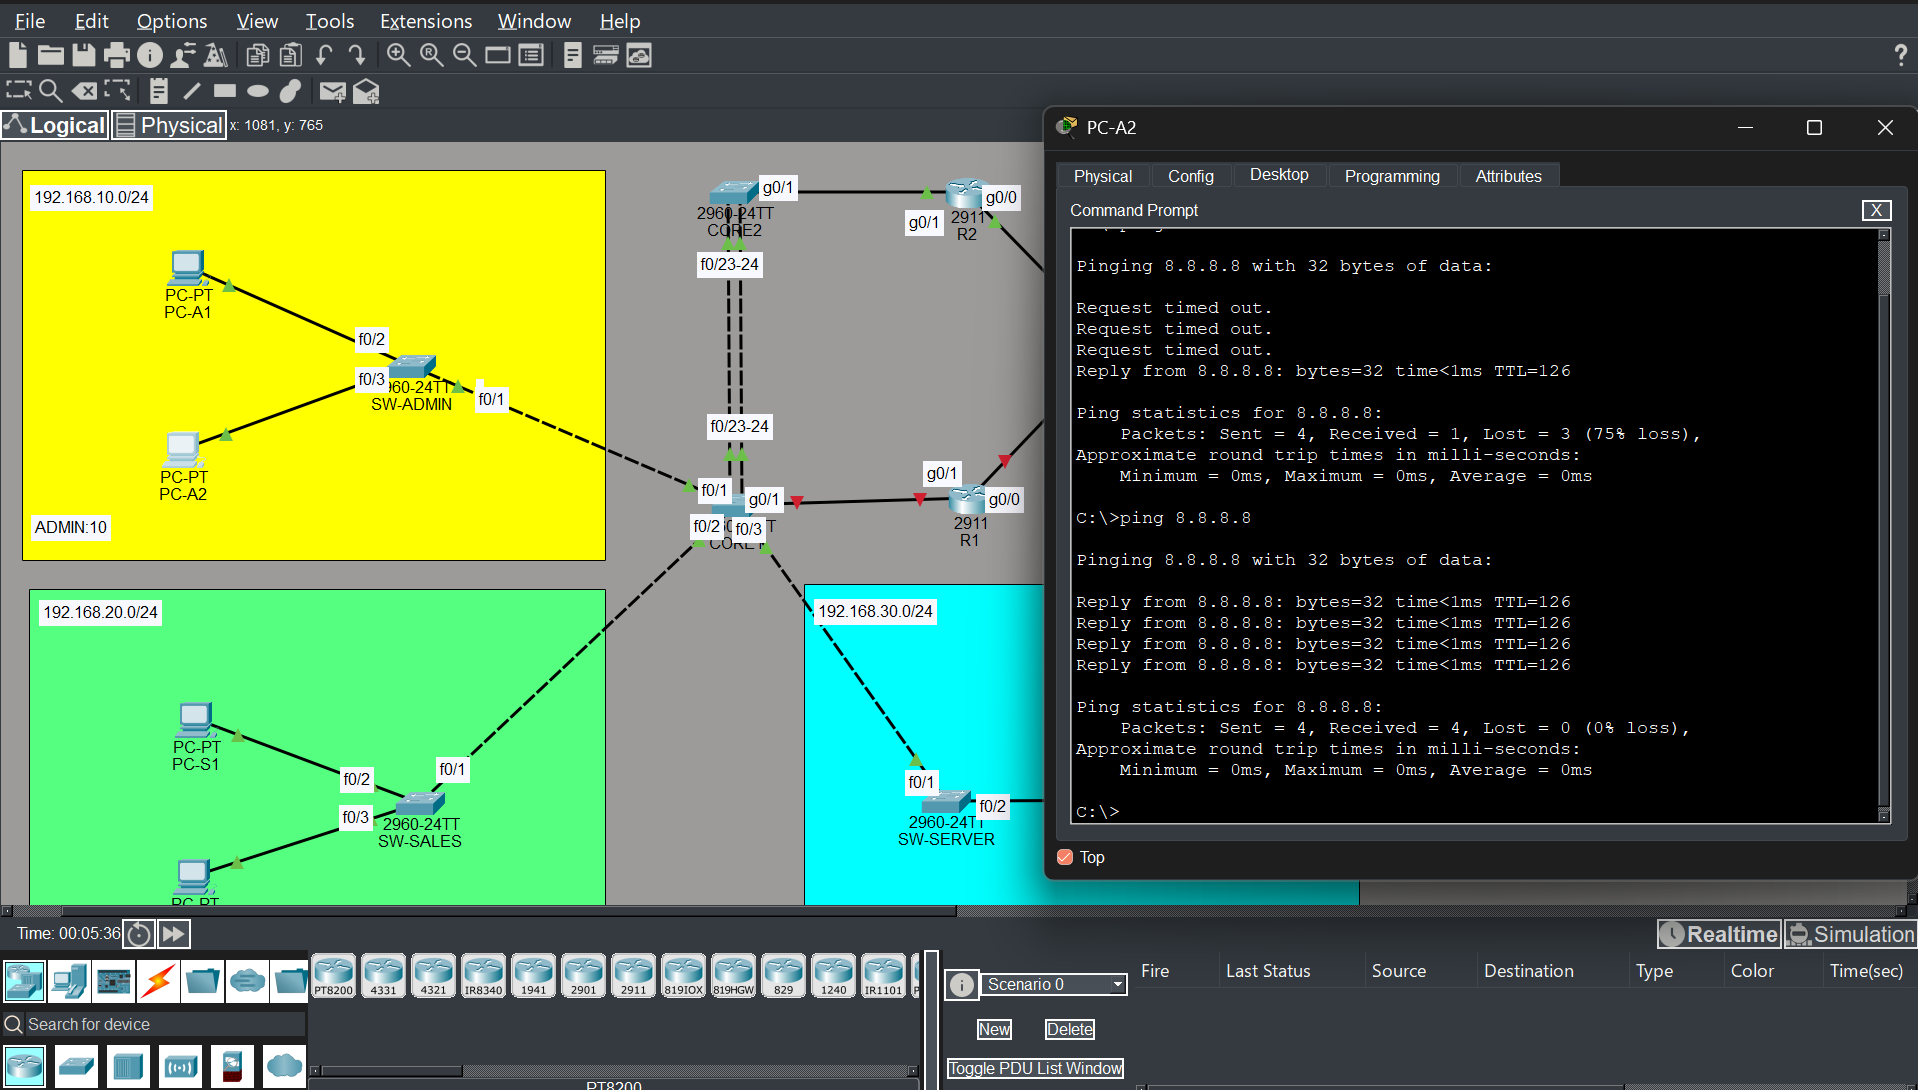 File Edit Options View Tools Extensions Window Help
Logical Physical x: 1081, y: 765
192.168.10.0/24
PC-PT
PC-A1
f0/2
f0/3
960-24TT
SW-ADMIN
f0/1
PC-PT
PC-A2
ADMIN:10
g0/1
2960-24TT
CORE2
f0/23-24
g0/0
g0/1
2911
R2
f0/23-24
f0/1
g0/1
f0/2
f0/3
g0/1
g0/0
2911
R1
192.168.20.0/24
PC-PT
PC-S1
f0/2
f0/1
f0/3
2960-24TT
SW-SALES
PC-PT
192.168.30.0/24
f0/1
f0/2
2960-24TT
SW-SERVER
PC-A2
Physical Config Desktop Programming Attributes
Command Prompt X
Pinging 8.8.8.8 with 32 bytes of data:
Request timed out.
Request timed out.
Request timed out.
Reply from 8.8.8.8: bytes=32 time<1ms TTL=126
Ping statistics for 8.8.8.8:
Packets: Sent = 4, Received = 1, Lost = 3 (75% loss),
Approximate round trip times in milli-seconds:
Minimum = 0ms, Maximum = 0ms, Average = 0ms
C:\>ping 8.8.8.8
Pinging 8.8.8.8 with 32 bytes of data:
Reply from 8.8.8.8: bytes=32 time<1ms TTL=126
Reply from 8.8.8.8: bytes=32 time<1ms TTL=126
Reply from 8.8.8.8: bytes=32 time<1ms TTL=126
Reply from 8.8.8.8: bytes=32 time<1ms TTL=126
Ping statistics for 8.8.8.8:
Packets: Sent = 4, Received = 4, Lost = 0 (0% loss),
Approximate round trip times in milli-seconds:
Minimum = 0ms, Maximum = 0ms, Average = 0ms
C:\>
Top
Time: 00:05:36
Realtime Simulation
PT8200 4331 4321 IR8340 1941 2901 2911 819IOX 819HGW 829 1240 IR1101
Search for device
PT8200
Scenario 0
New Delete
Toggle PDU List Window
Fire Last Status Source Destination Type Color Time(sec)